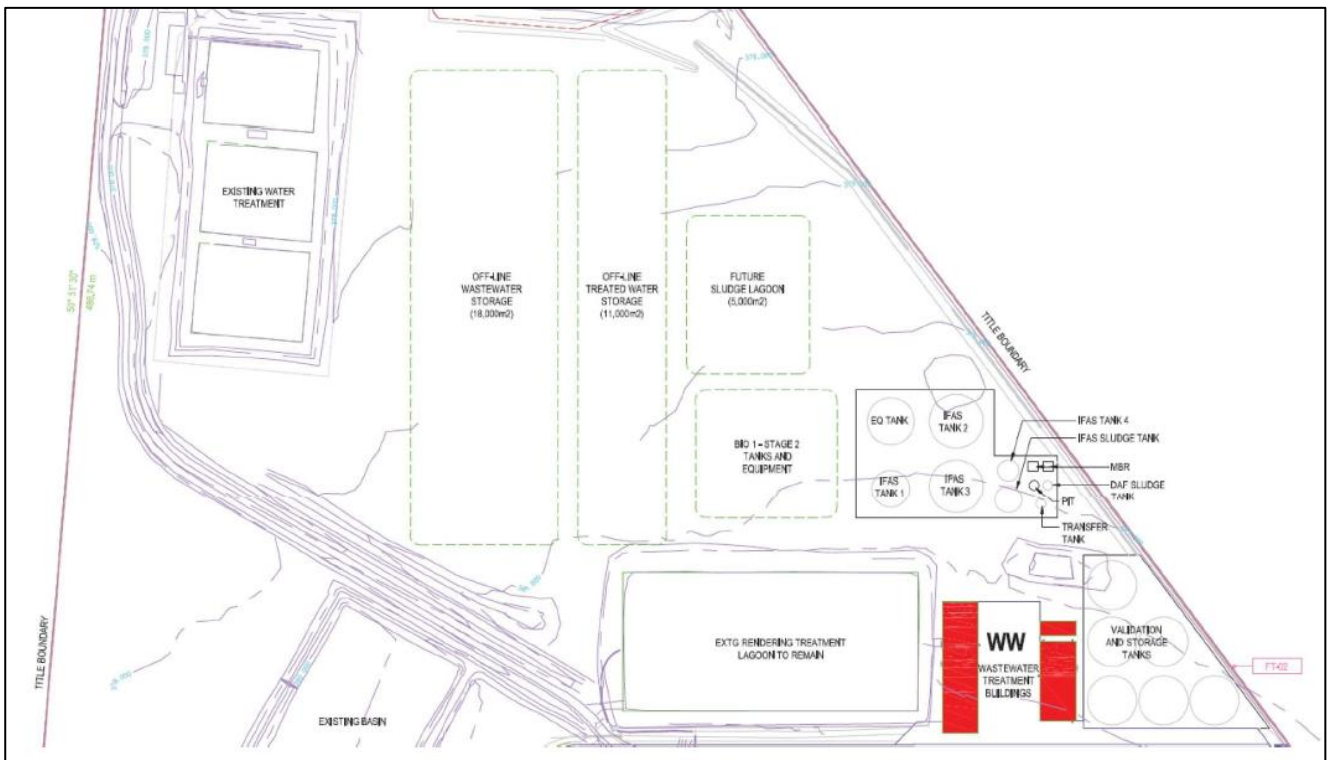 EXISTING WATER
TREATMENT
OFF-LINE
WASTEWATER
STORAGE
(18,000m2)
OFF-LINE
TREATED WATER
STORAGE
(11,000m2)
FUTURE
SLUDGE LAGOON
(5,000m2)
TITLE BOUNDARY
BIO 1 - STAGE 2
TANKS AND
EQUIPMENT
EQ TANK
IFAS
TANK 2
IFAS
TANK 1
IFAS
TANK 3
IFAS TANK 4
IFAS SLUDGE TANK
MBR
DAF SLUDGE
TANK
PIT
TRANSFER
TANK
EXTG RENDERING TREATMENT
LAGOON TO REMAIN
WW
WASTEWATER
TREATMENT
BUILDINGS
VALIDATION
AND STORAGE
TANKS
FT-02
TITLE BOUNDARY
EXISTING BASIN